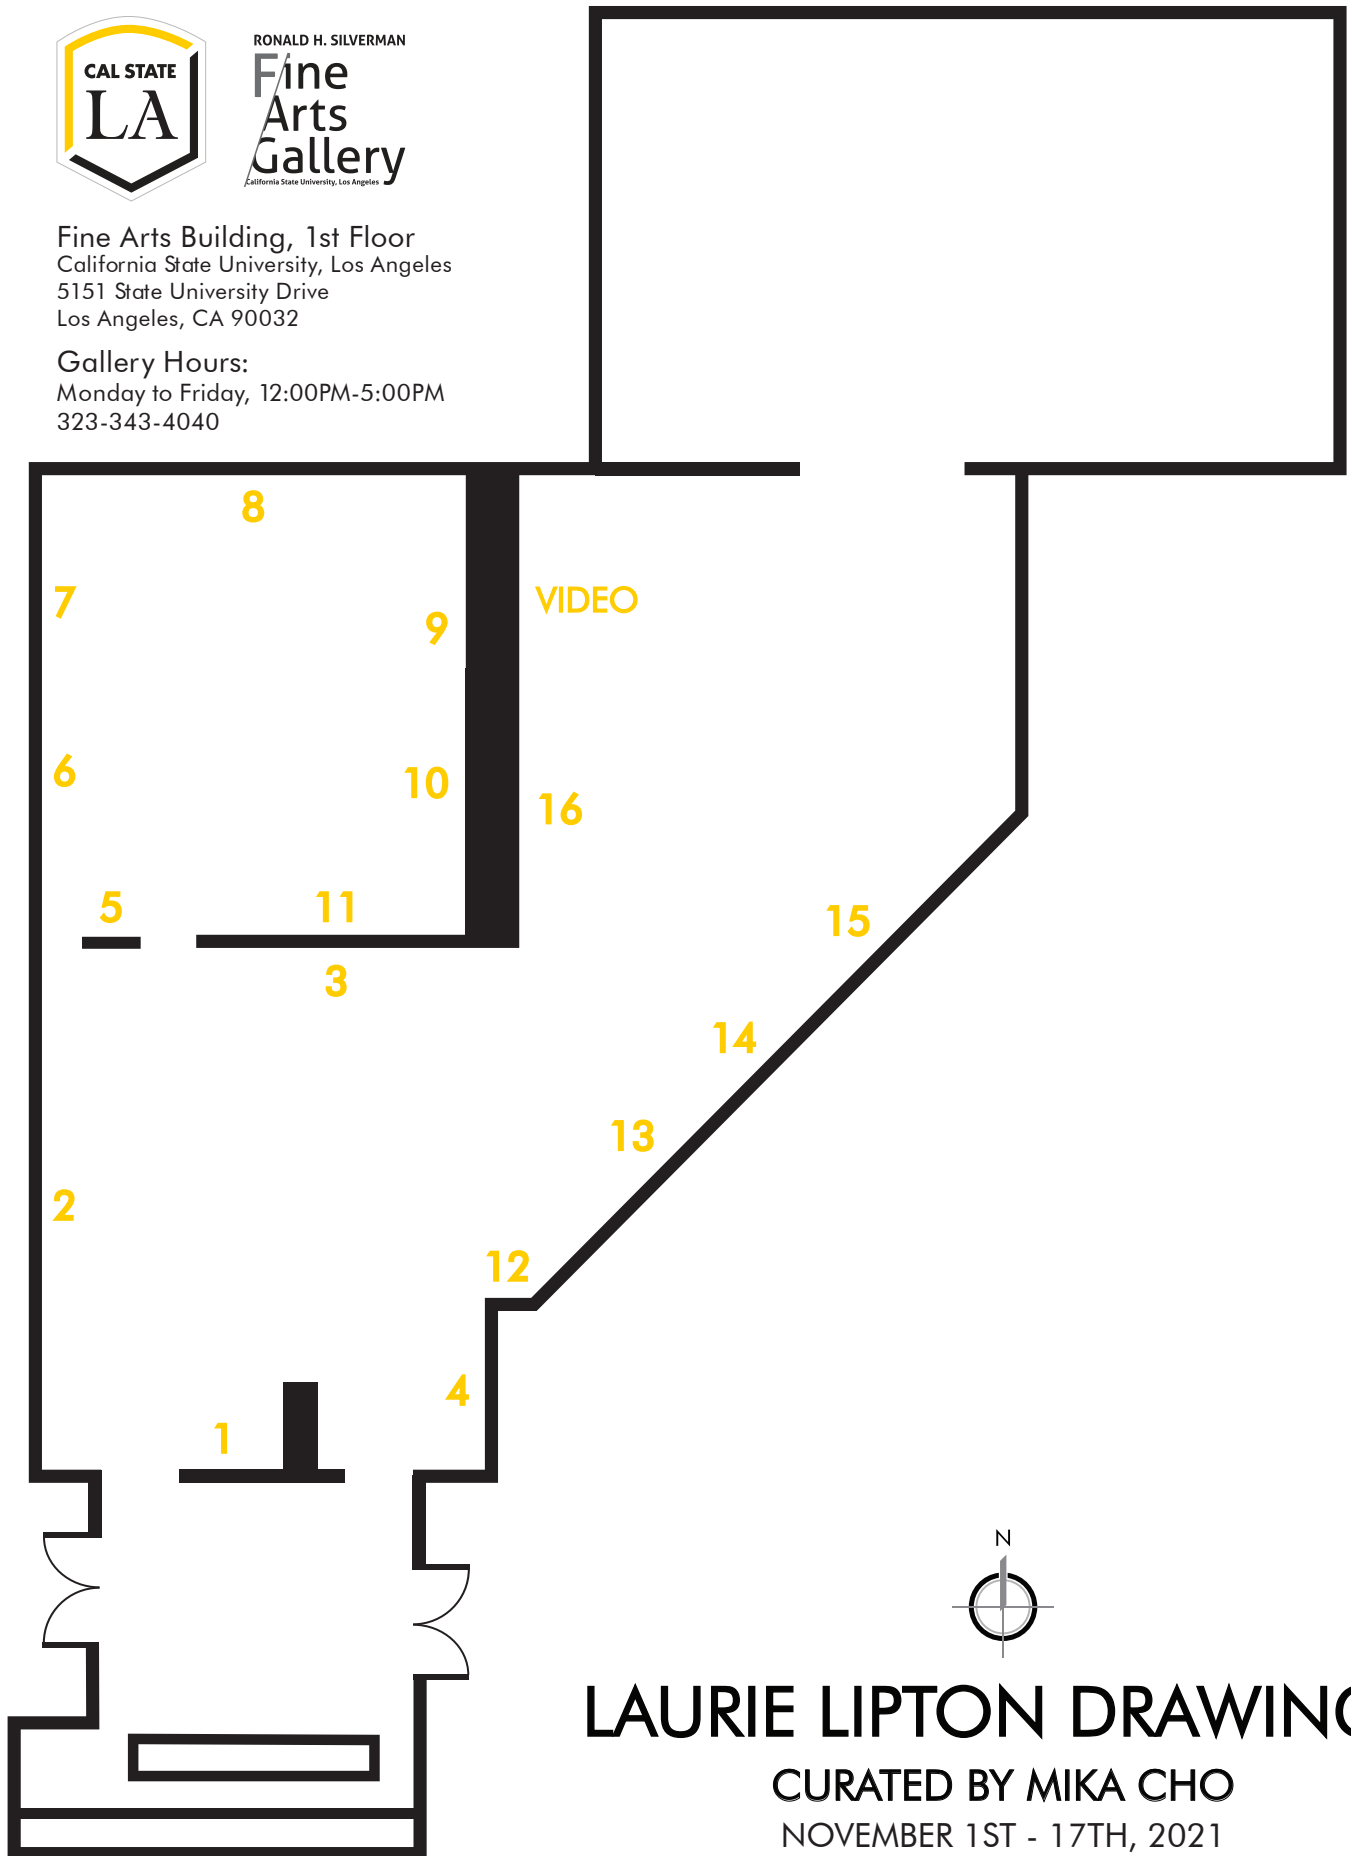 CAL STATE
LA
RONALD H. SILVERMAN
Fine
Arts
Gallery
California State University, Los Angeles
Fine Arts Building, 1st Floor
California State University, Los Angeles
5151 State University Drive
Los Angeles, CA 90032
Gallery Hours:
Monday to Friday, 12:00PM-5:00PM
323-343-4040
8
7
9
VIDEO
6
10
16
5
11
15
3
14
13
2
12
4
1
N
LAURIE LIPTON DRAWING
CURATED BY MIKA CHO
NOVEMBER 1ST - 17TH, 2021